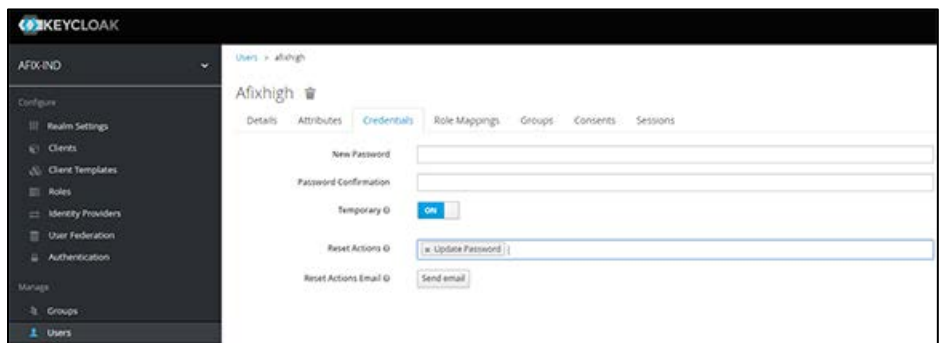 KEYCLOAK
AFIX-IND
Users > afixhigh
Afixhigh
Details Attributes Credentials Role Mappings Groups Consents Sessions
New Password
Password Confirmation
Temporary
ON
Reset Actions
× Update Password
Reset Actions Email
Send email
Configure
Realm Settings
Clients
Client Templates
Roles
Identity Providers
User Federation
Authentication
Manage
Groups
Users